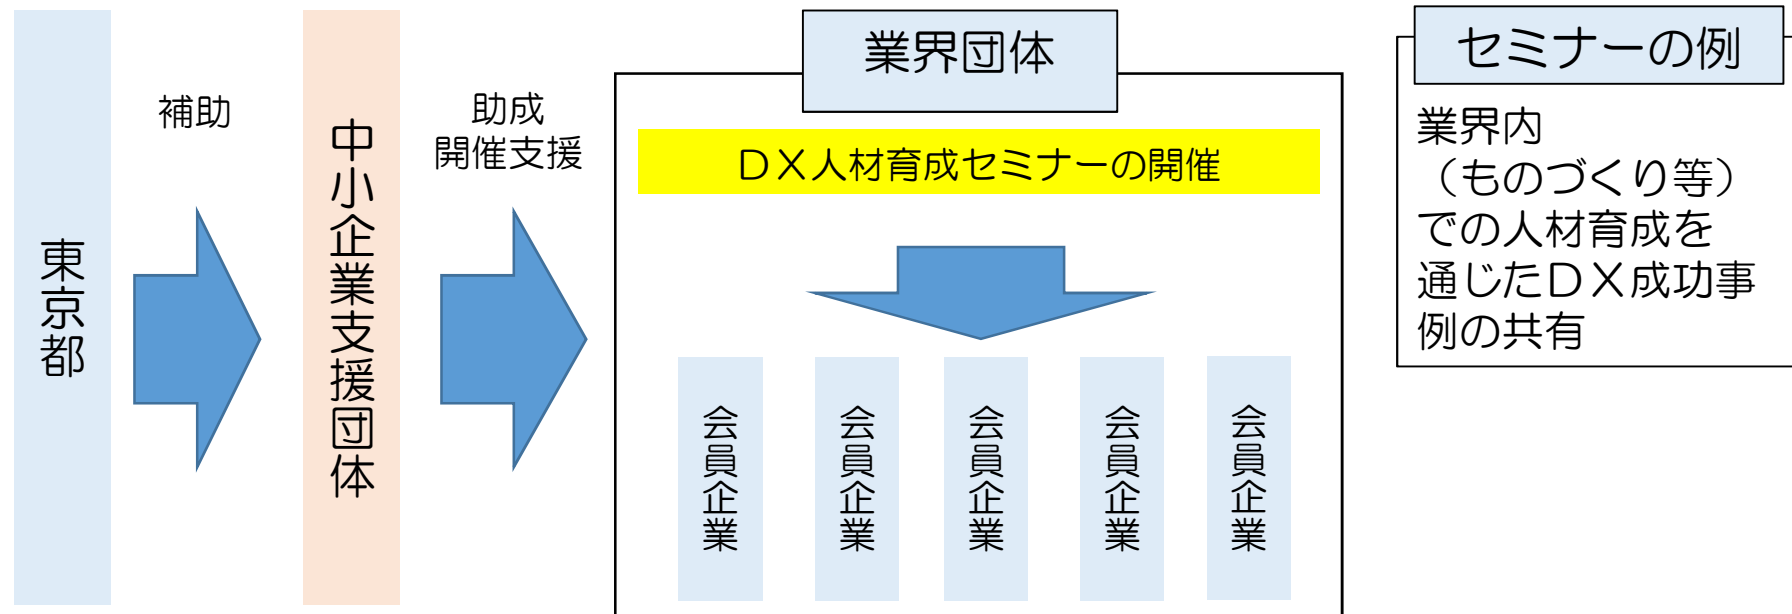 東京都
補助
中小企業支援団体
助成
開催支援
業界団体
ＤＸ人材育成セミナーの開催
会員企業
会員企業
会員企業
会員企業
会員企業
セミナーの例
業界内
（ものづくり等）
での人材育成を
通じたＤＸ成功事
例の共有